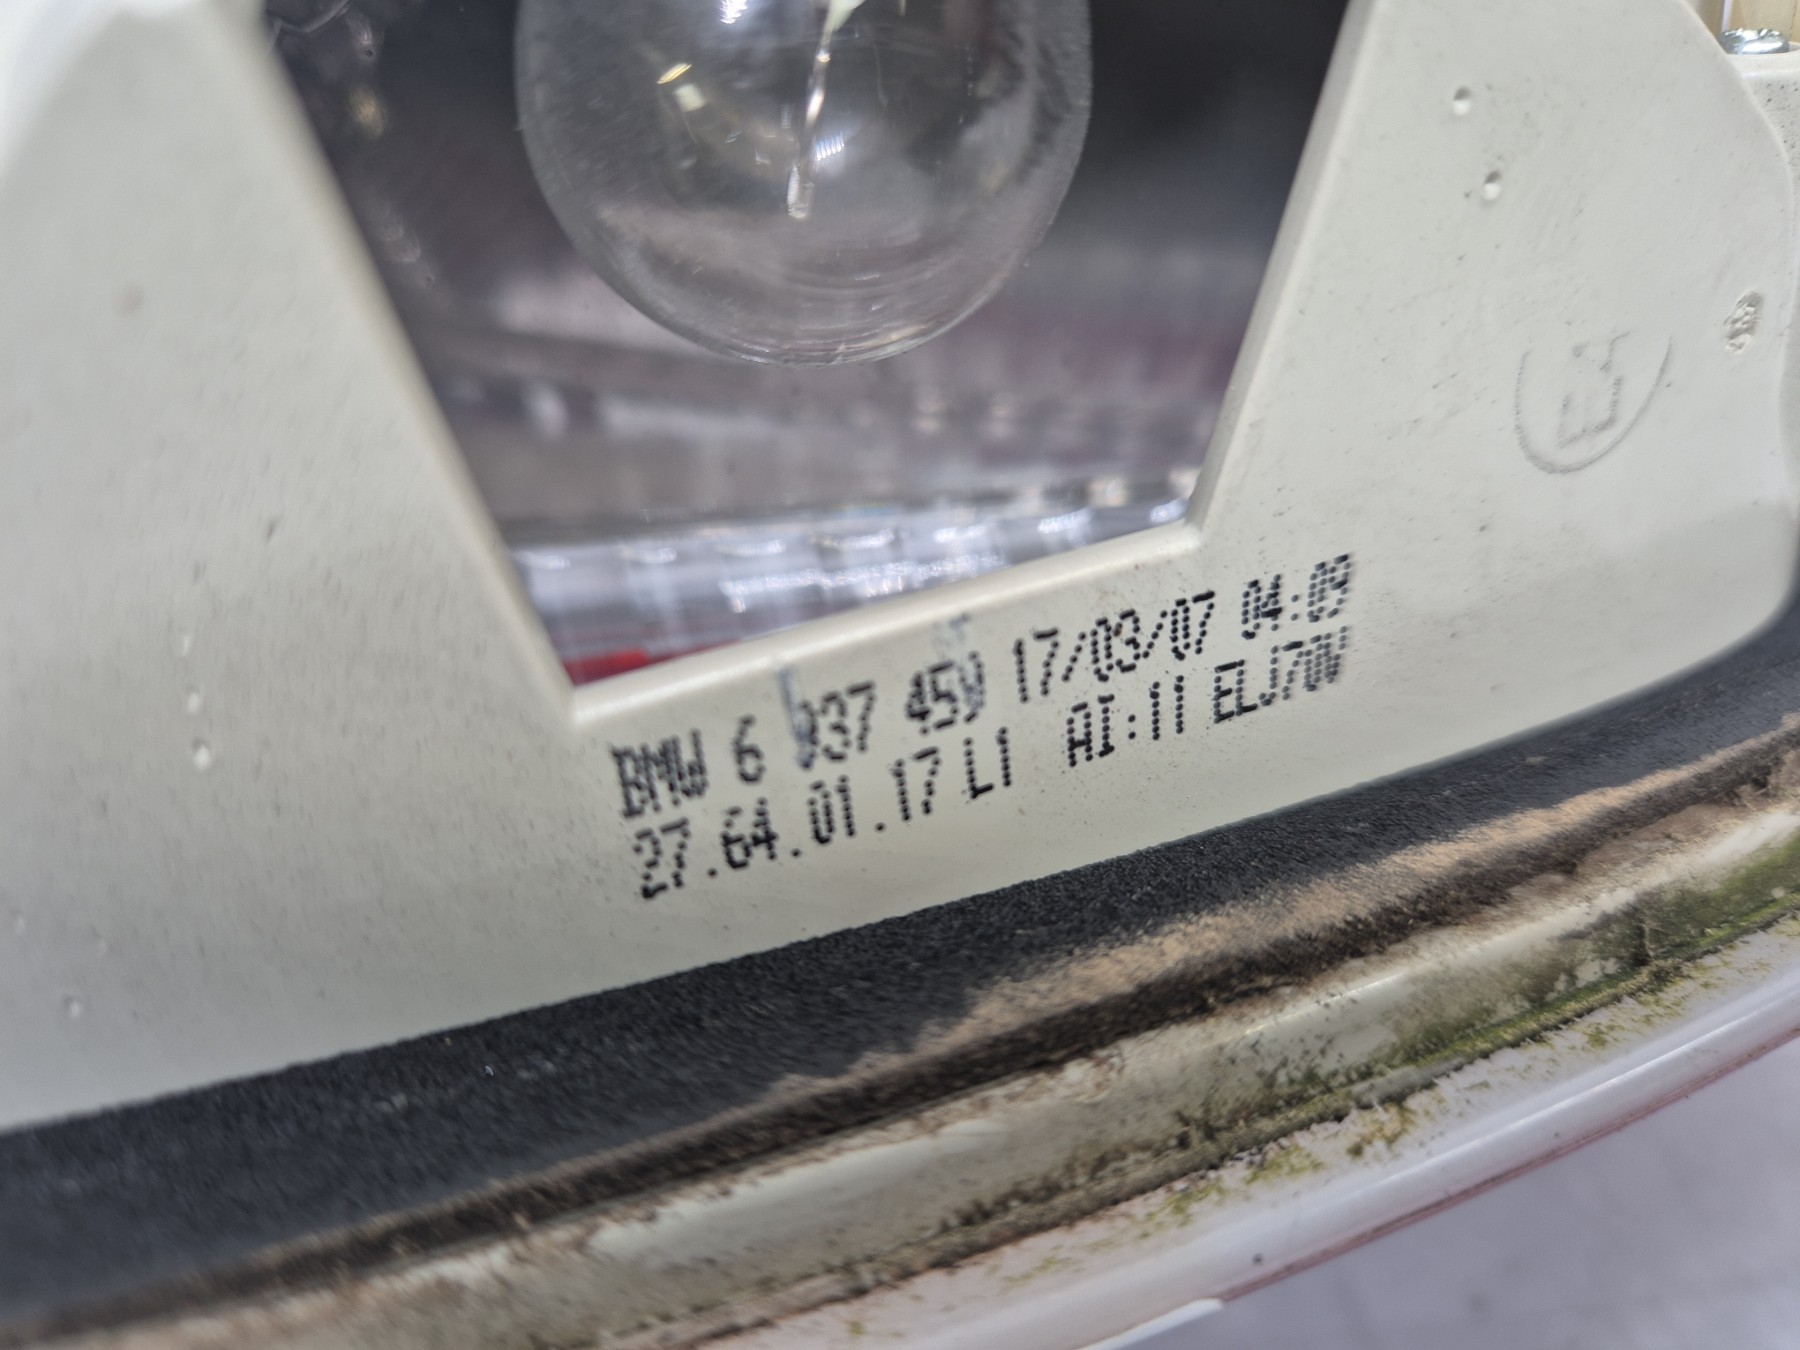 BMW 6 937 459 17/03/07 04:09
27.64.01.17 L1 AI:11 ELJ70W